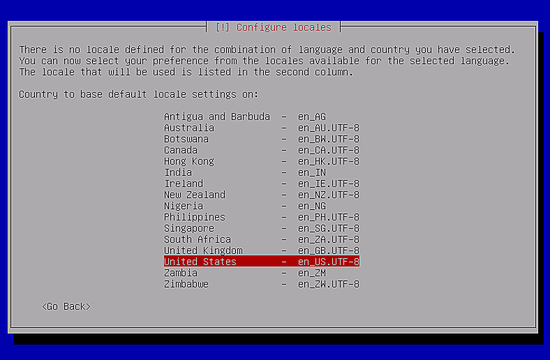 [!] Configure locales
There is no locale defined for the combination of language and country you have selected.
You can now select your preference from the locales available for the selected language.
The locale that will be used is listed in the second column.
Country to base default locale settings on:
Antigua and Barbuda - en_AG
Australia - en_AU.UTF-8
Botswana - en_BW.UTF-8
Canada - en_CA.UTF-8
Hong Kong - en_HK.UTF-8
India - en_IN
Ireland - en_IE.UTF-8
New Zealand - en_NZ.UTF-8
Nigeria - en_NG
Philippines - en_PH.UTF-8
Singapore - en_SG.UTF-8
South Africa - en_ZA.UTF-8
United Kingdom - en_GB.UTF-8
United States - en_US.UTF-8
Zambia - en_ZM
Zimbabwe - en_ZW.UTF-8
<Go Back>